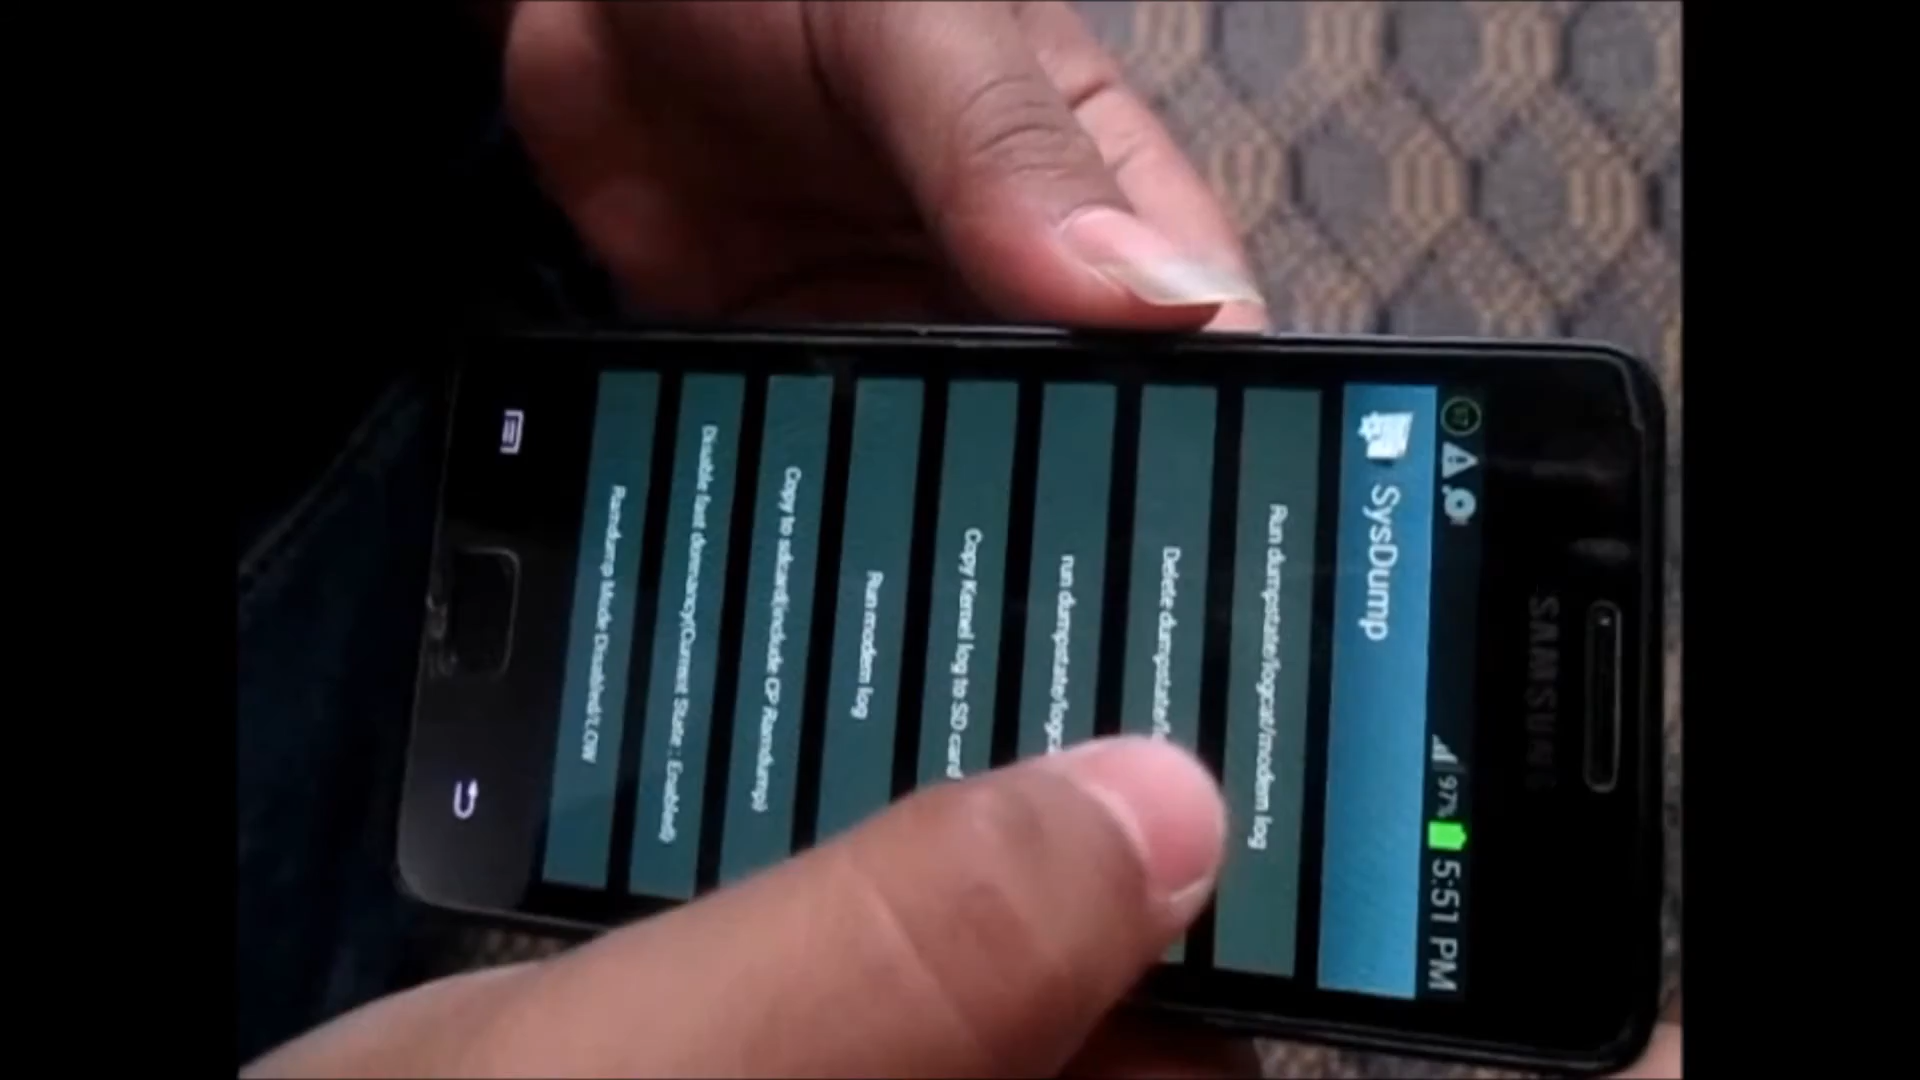 SAMSUNG
97% 5:51 PM
SysDump
Run dumpstate/logcat/modem log
Delete dumpstate/
run dumpstate/logc
Copy Kernel log to SD card
Run modem log
Copy to sdcard(include CP Ramdump)
Disable fast dormancy(Current State : Enabled)
Ramdump Mode Disabled/LOW